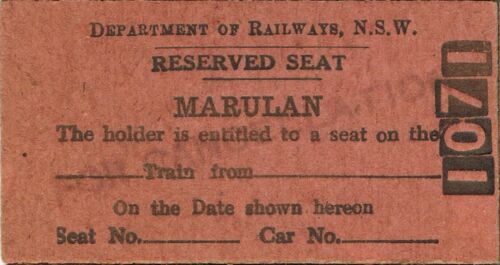 DEPARTMENT OF RAILWAYS, N.S.W.
RESERVED SEAT
MARULAN
The holder is entitled to a seat on the
Train from
On the Date shown hereon
Seat No. Car No.
1071